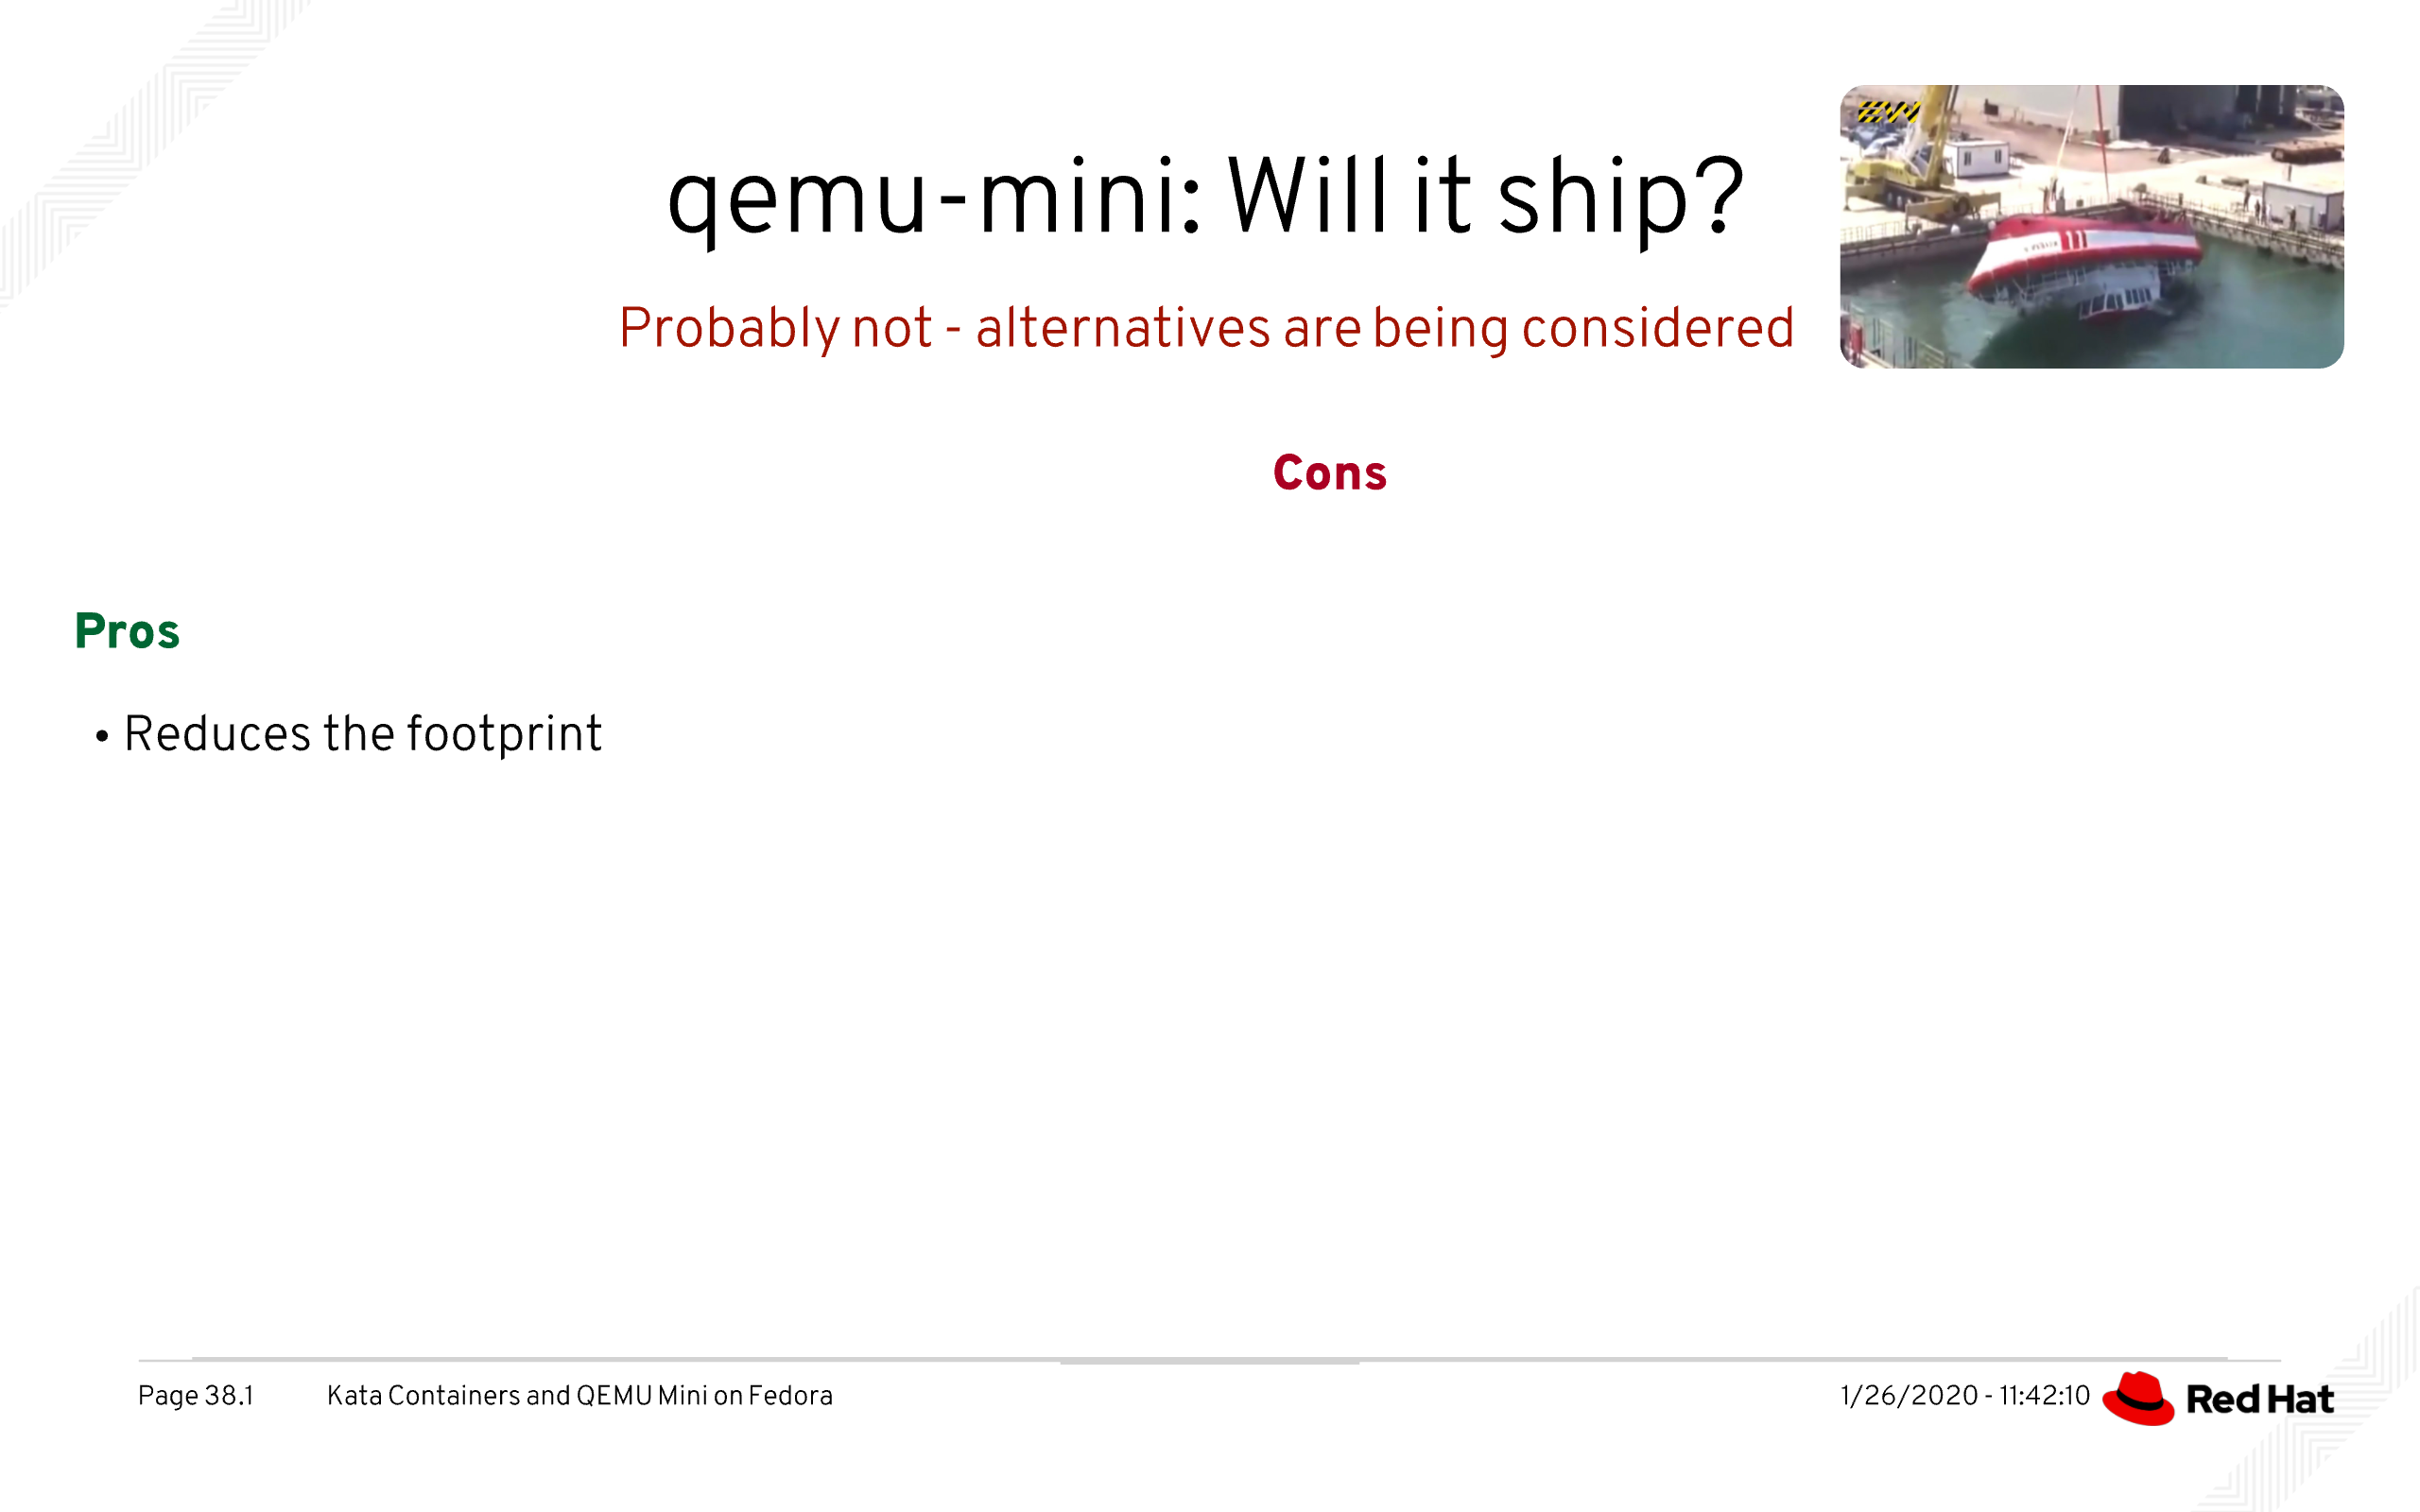 EW
qemu-mini: Will it ship?
Probably not - alternatives are being considered
Cons
Pros
• Reduces the footprint
Page 38.1
Kata Containers and QEMU Mini on Fedora
1/26/2020 - 11:42:10
Red Hat